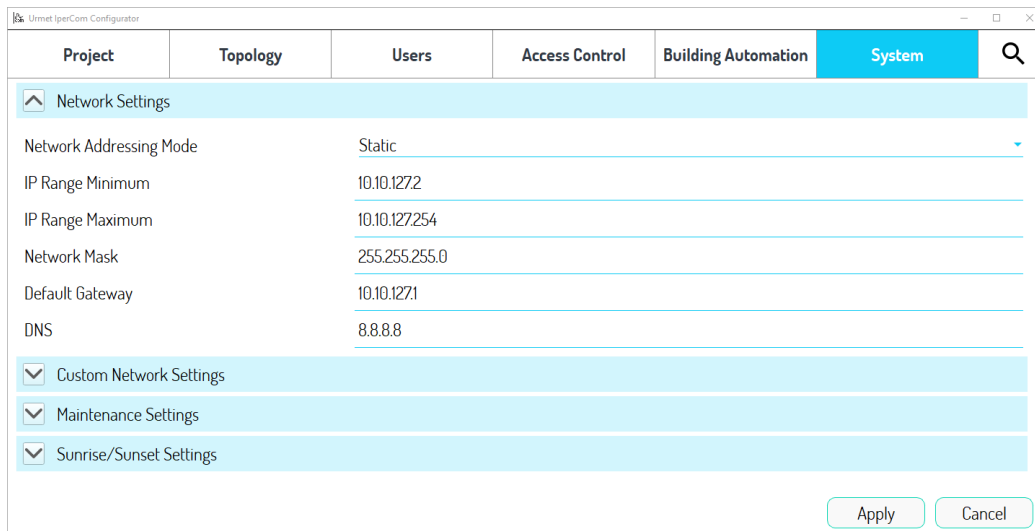 Urmet IperCom Configurator
Project Topology Users Access Control Building Automation System
Network Settings
Network Addressing Mode Static
IP Range Minimum 10.10.127.2
IP Range Maximum 10.10.127.254
Network Mask 255.255.255.0
Default Gateway 10.10.127.1
DNS 8.8.8.8
Custom Network Settings
Maintenance Settings
Sunrise/Sunset Settings
Apply Cancel